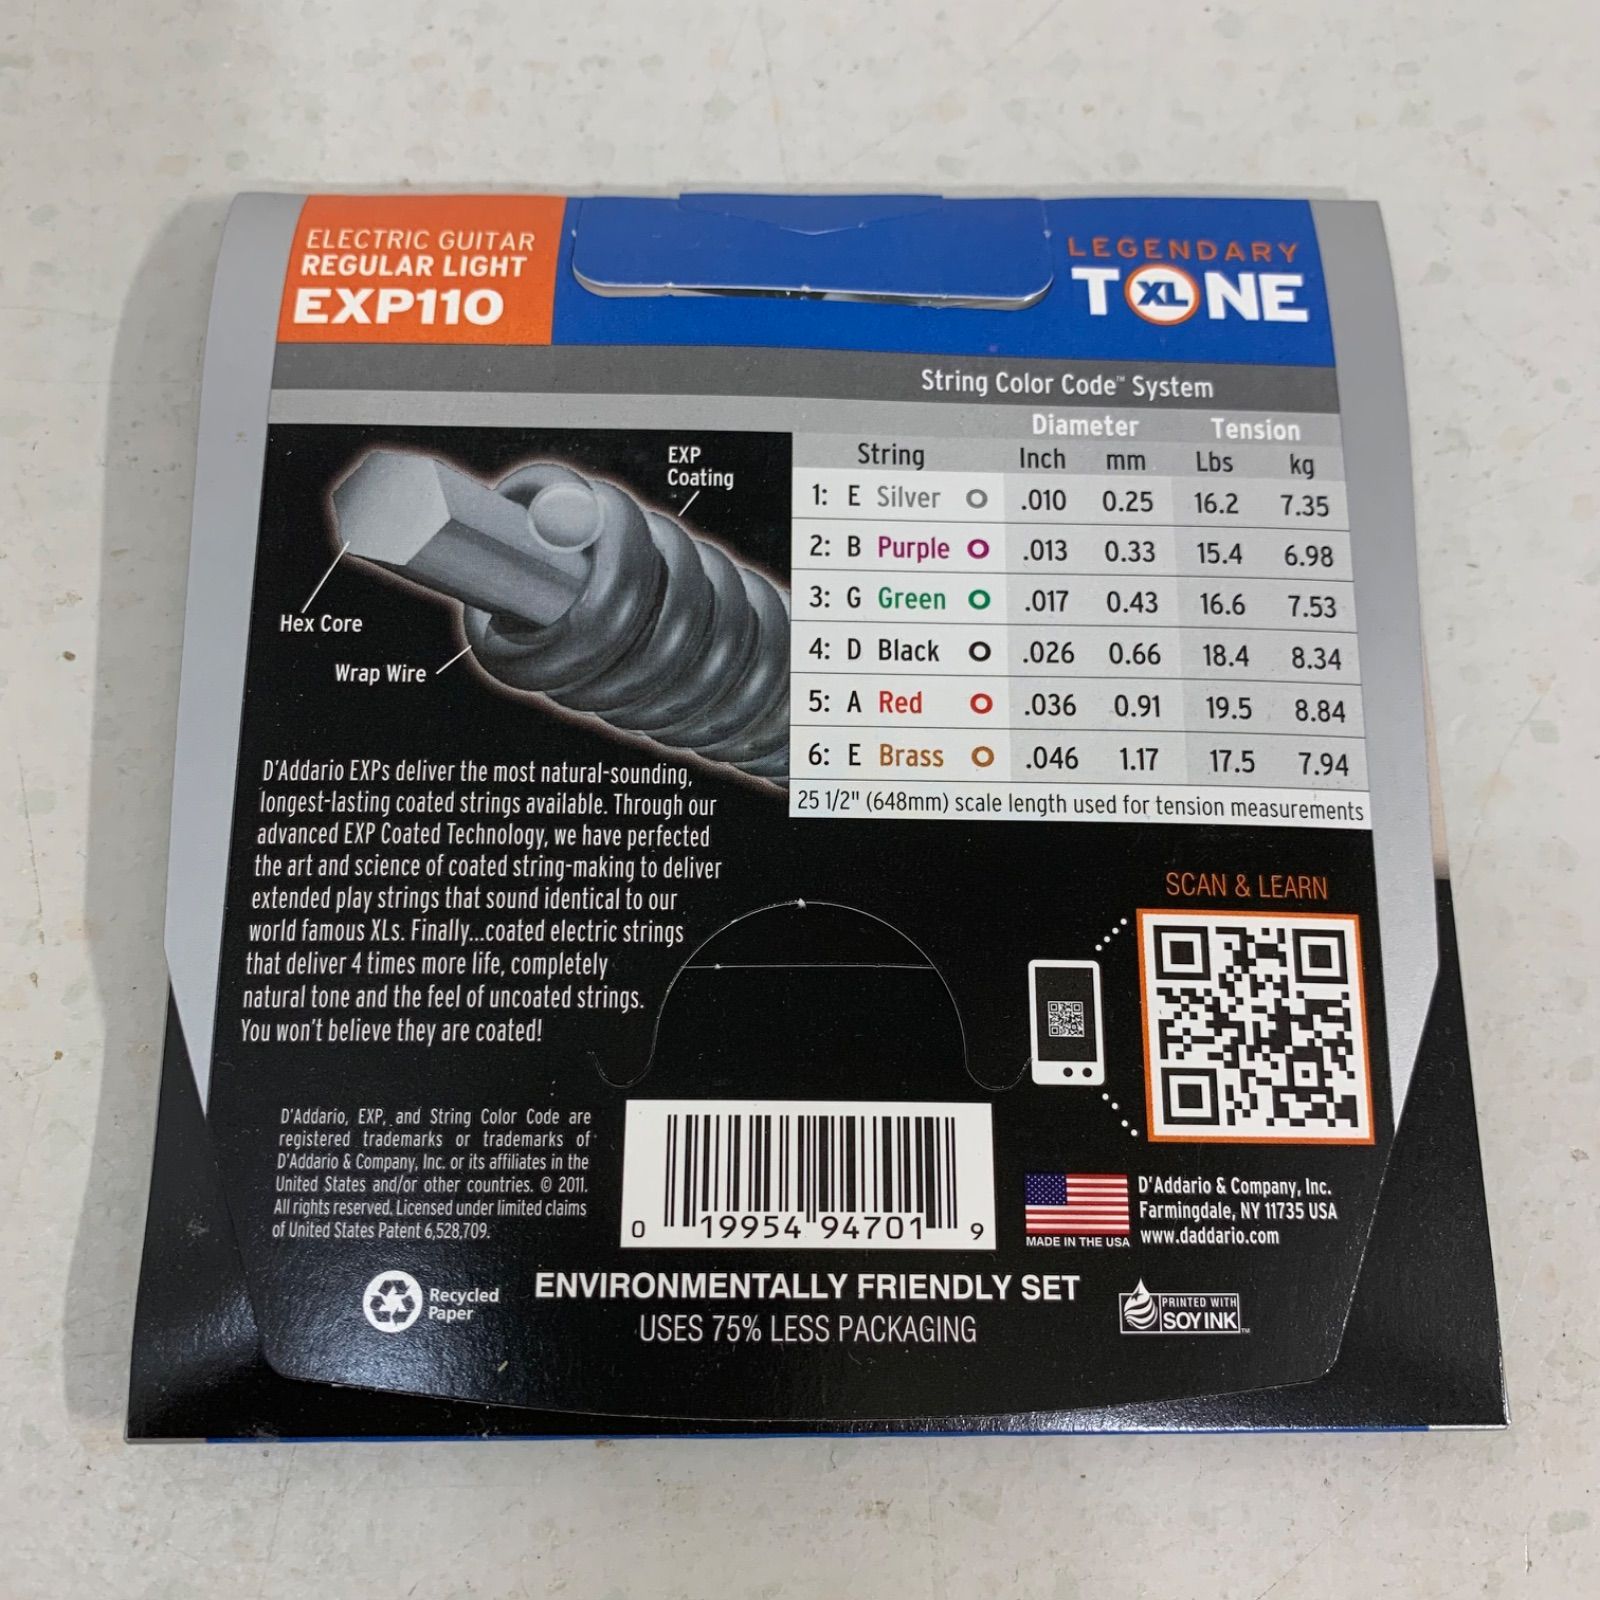 ELECTRIC GUITAR
REGULAR LIGHT
EXP110
LEGENDARY
TXLNE
String Color Code™ System
Diameter Tension
String Inch mm Lbs kg
1: E Silver .010 0.25 16.2 7.35
2: B Purple .013 0.33 15.4 6.98
3: G Green .017 0.43 16.6 7.53
4: D Black .026 0.66 18.4 8.34
5: A Red .036 0.91 19.5 8.84
6: E Brass .046 1.17 17.5 7.94
25 1/2" (648mm) scale length used for tension measurements
EXP
Coating
Hex Core
Wrap Wire
D'Addario EXPs deliver the most natural-sounding,
longest-lasting coated strings available. Through our
advanced EXP Coated Technology, we have perfected
the art and science of coated string-making to deliver
extended play strings that sound identical to our
world famous XLs. Finally...coated electric strings
that deliver 4 times more life, completely
natural tone and the feel of uncoated strings.
You won't believe they are coated!
SCAN & LEARN
D'Addario, EXP, and String Color Code are
registered trademarks or trademarks of
D'Addario & Company, Inc. or its affiliates in the
United States and/or other countries. © 2011.
All rights reserved. Licensed under limited claims
of United States Patent 6,528,709.
0 19954 94701 9
MADE IN THE USA
D'Addario & Company, Inc.
Farmingdale, NY 11735 USA
www.daddario.com
Recycled
Paper
ENVIRONMENTALLY FRIENDLY SET
USES 75% LESS PACKAGING
PRINTED WITH
SOY INK™